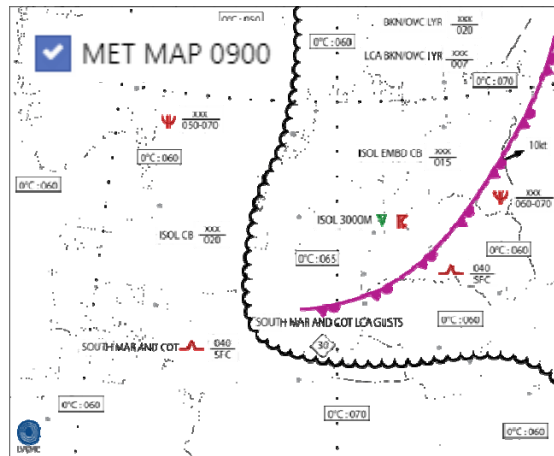 0°C : 050
BKN/OVC LYR XXX
020
0°C : 060
MET MAP 0900
LCA BKN/OVC LYR XXX
007
0°C : 070
XXX
050-070
10kt
0°C : 060
ISOL EMBD CB XXX
015
0°C : 060
XXX
060-070
ISOL 3000M
ISOL CB XXX
020
0°C : 060
0°C : 065
040
SFC
SOUTH MAR AND COT LCA GUSTS
0°C : 060
SOUTH MAR AND COT 040
SFC
30
0°C : 060
0°C : 070
0°C : 060